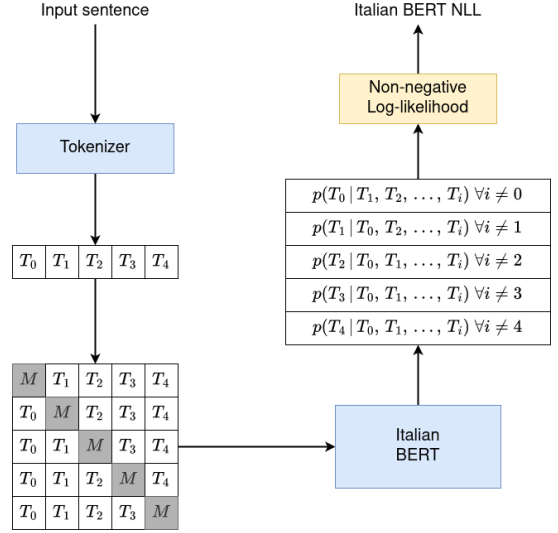 Input sentence
Tokenizer
T₀ T₁ T₂ T₃ T₄
M T₁ T₂ T₃ T₄
T₀ M T₂ T₃ T₄
T₀ T₁ M T₃ T₄
T₀ T₁ T₂ M T₄
T₀ T₁ T₂ T₃ M
Italian
BERT
p(T₀ | T₁, T₂, …, Tᵢ) ∀i ≠ 0
p(T₁ | T₀, T₂, …, Tᵢ) ∀i ≠ 1
p(T₂ | T₀, T₁, …, Tᵢ) ∀i ≠ 2
p(T₃ | T₀, T₁, …, Tᵢ) ∀i ≠ 3
p(T₄ | T₀, T₁, …, Tᵢ) ∀i ≠ 4
Non-negative
Log-likelihood
Italian BERT NLL